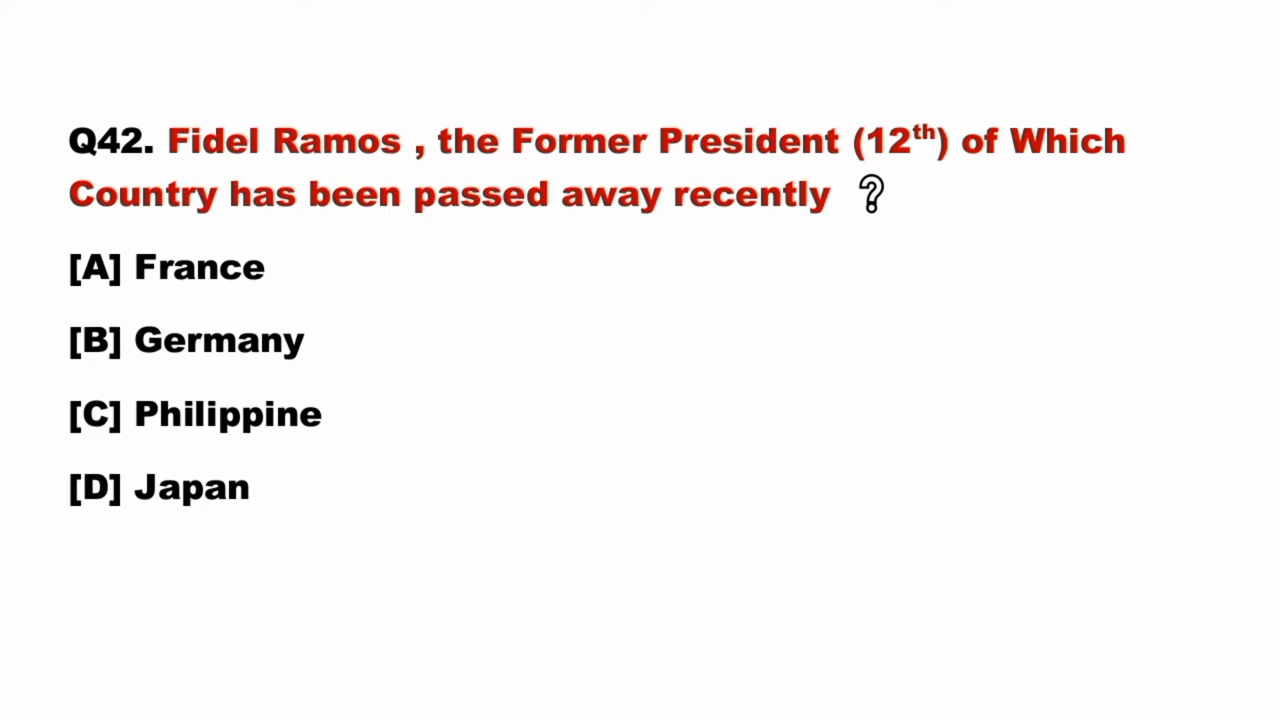 Q42. Fidel Ramos , the Former President (12th) of Which
Country has been passed away recently ?
[A] France
[B] Germany
[C] Philippine
[D] Japan